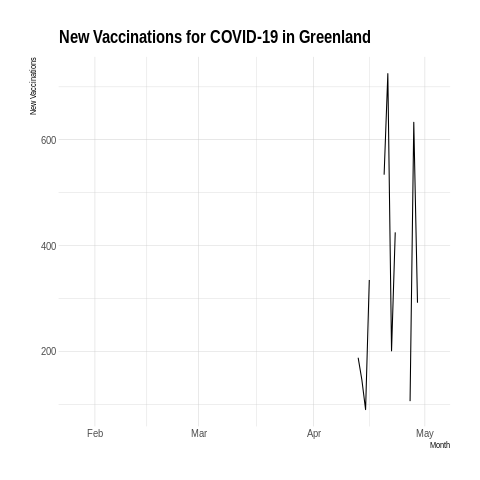 New Vaccinations for COVID-19 in Greenland
New Vaccinations
600
400
200
Feb Mar Apr May
Month